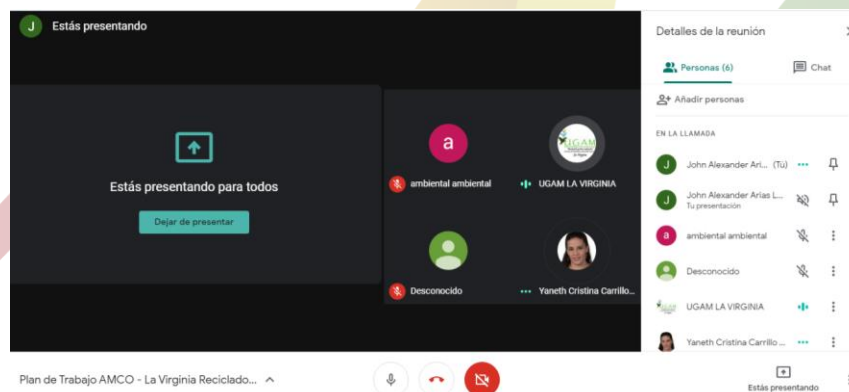 J Estás presentando
Estás presentando para todos
Dejar de presentar
a
ambiental ambiental
UGAM
UGAM LA VIRGINIA
Desconocido
Yaneth Cristina Carrillo...
Plan de Trabajo AMCO - La Virginia Reciclado...
Detalles de la reunión
Personas (6) Chat
Añadir personas
EN LA LLAMADA
J John Alexander Ari... (Tú)
J John Alexander Arias L...
Tu presentación
a ambiental ambiental
Desconocido
UGAM LA VIRGINIA
Yaneth Cristina Carrillo ...
Estás presentando